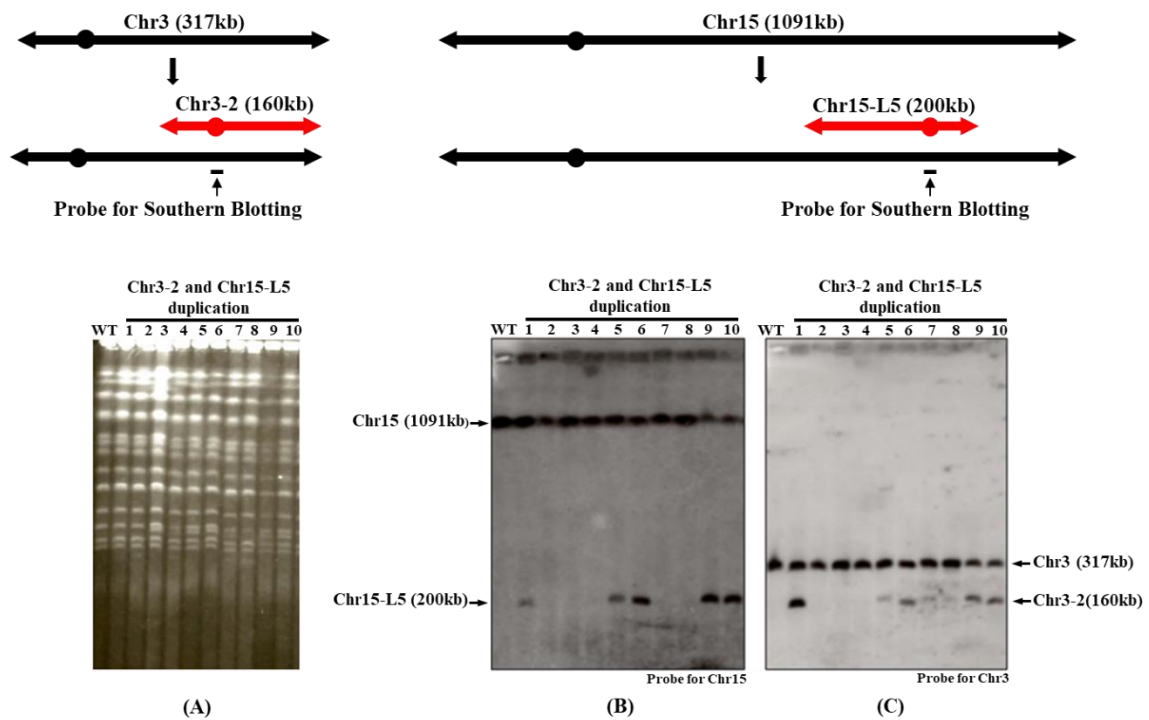 Chr3 (317kb)
Chr15 (1091kb)
Chr3-2 (160kb)
Chr15-L5 (200kb)
Probe for Southern Blotting
Probe for Southern Blotting
Chr3-2 and Chr15-L5
duplication
WT 1 2 3 4 5 6 7 8 9 10
Chr3-2 and Chr15-L5
duplication
WT 1 2 3 4 5 6 7 8 9 10
Chr3-2 and Chr15-L5
duplication
WT 1 2 3 4 5 6 7 8 9 10
Chr15 (1091kb)
Chr15-L5 (200kb)
Chr3 (317kb)
Chr3-2(160kb)
Probe for Chr15
Probe for Chr3
(A)
(B)
(C)